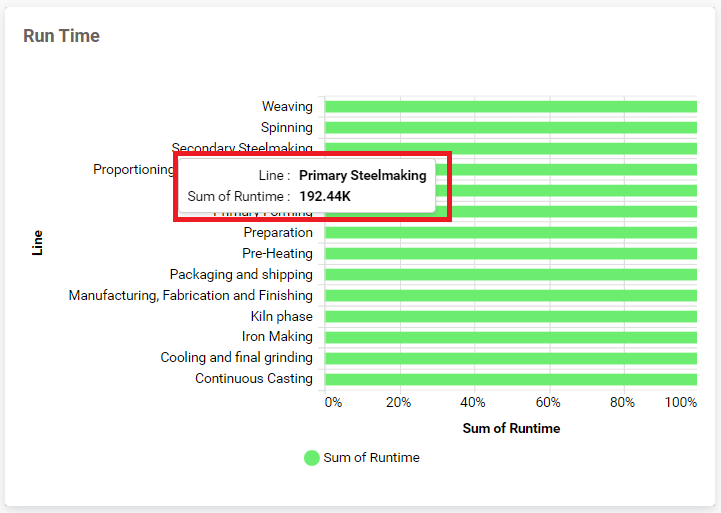 Run Time
Weaving
Spinning
Secondary Steelmaking
Proportioning
Line : Primary Steelmaking
Sum of Runtime : 192.44K
Primary Forming
Preparation
Pre-Heating
Packaging and shipping
Manufacturing, Fabrication and Finishing
Kiln phase
Iron Making
Cooling and final grinding
Continuous Casting
Line
0% 20% 40% 60% 80% 100%
Sum of Runtime
Sum of Runtime